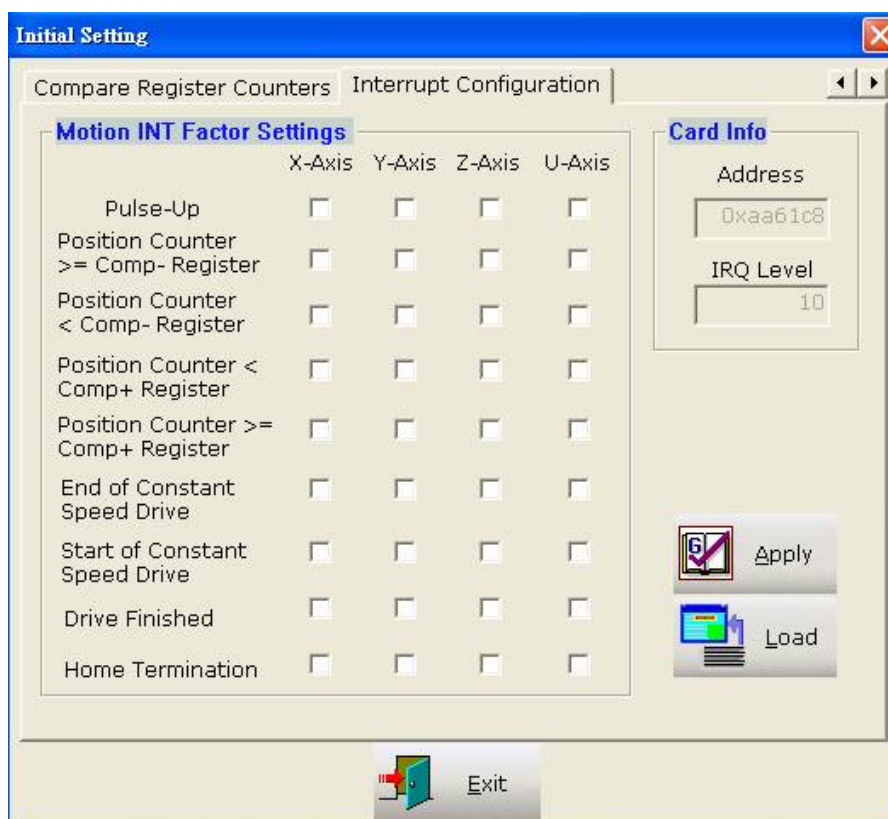 Initial Setting
Compare Register Counters
Interrupt Configuration
Motion INT Factor Settings
X-Axis Y-Axis Z-Axis U-Axis
Pulse-Up
Position Counter
>= Comp- Register
Position Counter
< Comp- Register
Position Counter <
Comp+ Register
Position Counter >=
Comp+ Register
End of Constant
Speed Drive
Start of Constant
Speed Drive
Drive Finished
Home Termination
Card Info
Address
0xaa61c8
IRQ Level
10
G
Apply
Load
Exit